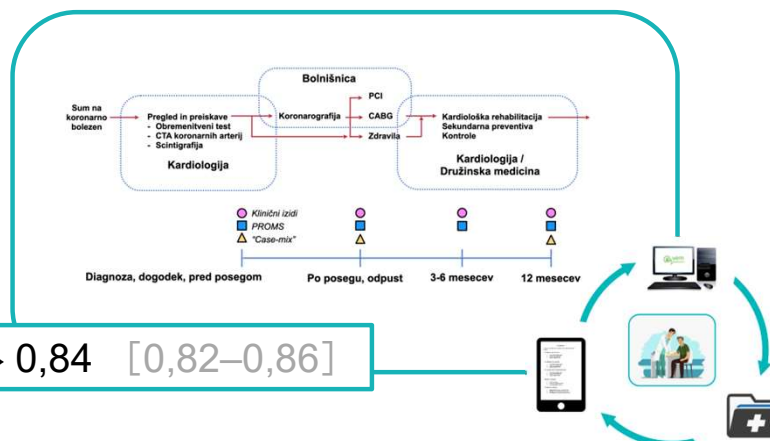 Bolnišnica
Sum na
koronarno
bolezen
Pregled in preiskave
- Obremenitveni test
- CTA koronarnih arterij
- Scintigrafija
Kardiologija
Koronarografija
PCI
CABG
Zdravila
Kardiološka rehabilitacija
Sekundarna preventiva
Kontrole
Kardiologija /
Družinska medicina
Klinični izidi
PROMS
"Case-mix"
Diagnoza, dogodek, pred posegom
Po posegu, odpust
3-6 mesecev
12 mesecev
0,84 [0,82–0,86]